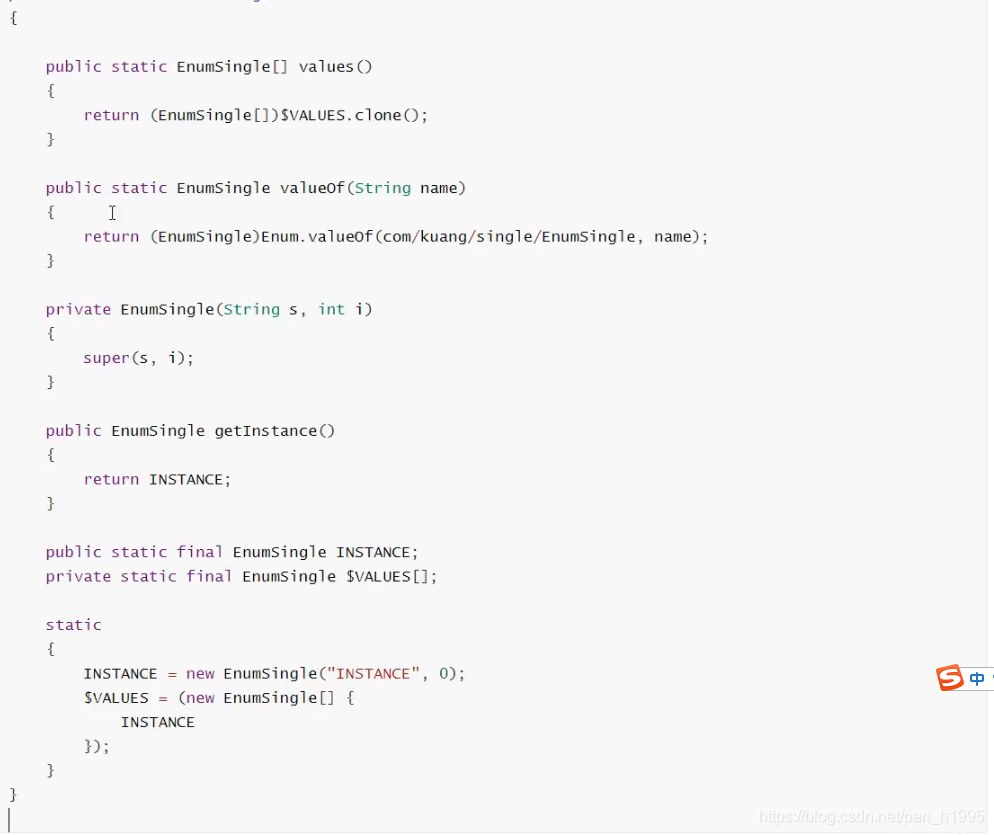 {
public static EnumSingle[] values()
{
return (EnumSingle[])$VALUES.clone();
}
public static EnumSingle valueOf(String name)
{
return (EnumSingle)Enum.valueOf(com/kuang/single/EnumSingle, name);
}
private EnumSingle(String s, int i)
{
super(s, i);
}
public EnumSingle getInstance()
{
return INSTANCE;
}
public static final EnumSingle INSTANCE;
private static final EnumSingle $VALUES[];
static
{
INSTANCE = new EnumSingle("INSTANCE", 0);
$VALUES = (new EnumSingle[] {
INSTANCE
});
}
}
S 中
https://blog.csdn.net/pan_h1995